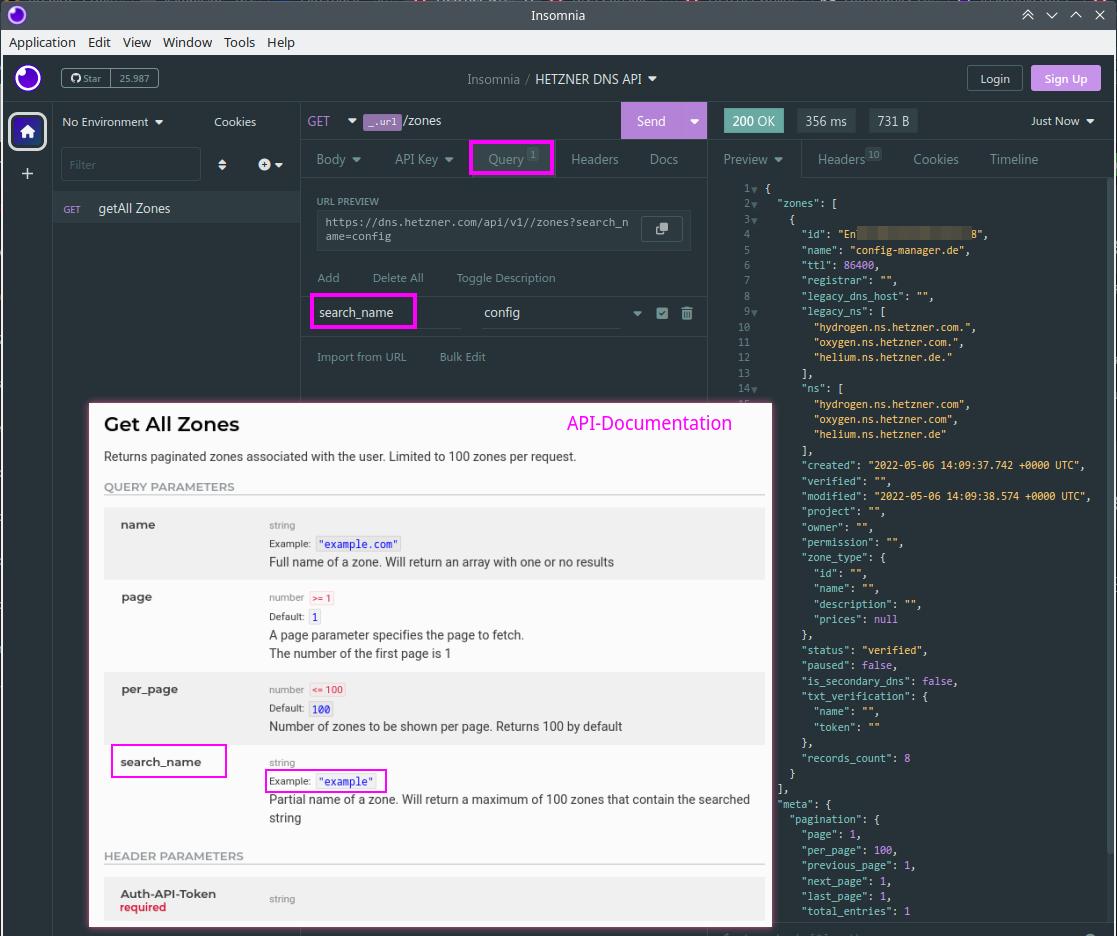 Insomnia
Application Edit View Window Tools Help
Star 25.987
Insomnia / HETZNER DNS API
Login Sign Up
No Environment Cookies
Filter
GET getAll Zones
GET _.url /zones
Send
Body API Key Query 1 Headers Docs
URL PREVIEW
https://dns.hetzner.com/api/v1//zones?search_n
ame=config
Add Delete All Toggle Description
search_name config
Import from URL Bulk Edit
200 OK 356 ms 731 B Just Now
Preview Headers 10 Cookies Timeline
1 {
2 "zones": [
3 {
4 "id": "En 8",
5 "name": "config-manager.de",
6 "ttl": 86400,
7 "registrar": "",
8 "legacy_dns_host": "",
9 "legacy_ns": [
10 "hydrogen.ns.hetzner.com.",
11 "oxygen.ns.hetzner.com.",
12 "helium.ns.hetzner.de."
13 ],
14 "ns": [
"hydrogen.ns.hetzner.com",
"oxygen.ns.hetzner.com",
"helium.ns.hetzner.de"
],
"created": "2022-05-06 14:09:37.742 +0000 UTC",
"verified": "",
"modified": "2022-05-06 14:09:38.574 +0000 UTC",
"project": "",
"owner": "",
"permission": "",
"zone_type": {
"id": "",
"name": "",
"description": "",
"prices": null
},
"status": "verified",
"paused": false,
"is_secondary_dns": false,
"txt_verification": {
"name": "",
"token": ""
},
"records_count": 8
}
],
"meta": {
"pagination": {
"page": 1,
"per_page": 100,
"previous_page": 1,
"next_page": 1,
"last_page": 1,
"total_entries": 1
Get All Zones
API-Documentation
Returns paginated zones associated with the user. Limited to 100 zones per request.
QUERY PARAMETERS
name string
Example: "example.com"
Full name of a zone. Will return an array with one or no results
page number >= 1
Default: 1
A page parameter specifies the page to fetch.
The number of the first page is 1
per_page number <= 100
Default: 100
Number of zones to be shown per page. Returns 100 by default
search_name string
Example: "example"
Partial name of a zone. Will return a maximum of 100 zones that contain the searched
string
HEADER PARAMETERS
Auth-API-Token string
required